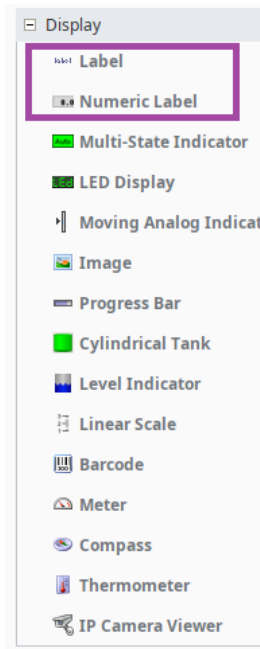 Display
Label
Numeric Label
Multi-State Indicator
LED Display
Moving Analog Indicat
Image
Progress Bar
Cylindrical Tank
Level Indicator
Linear Scale
Barcode
Meter
Compass
Thermometer
IP Camera Viewer